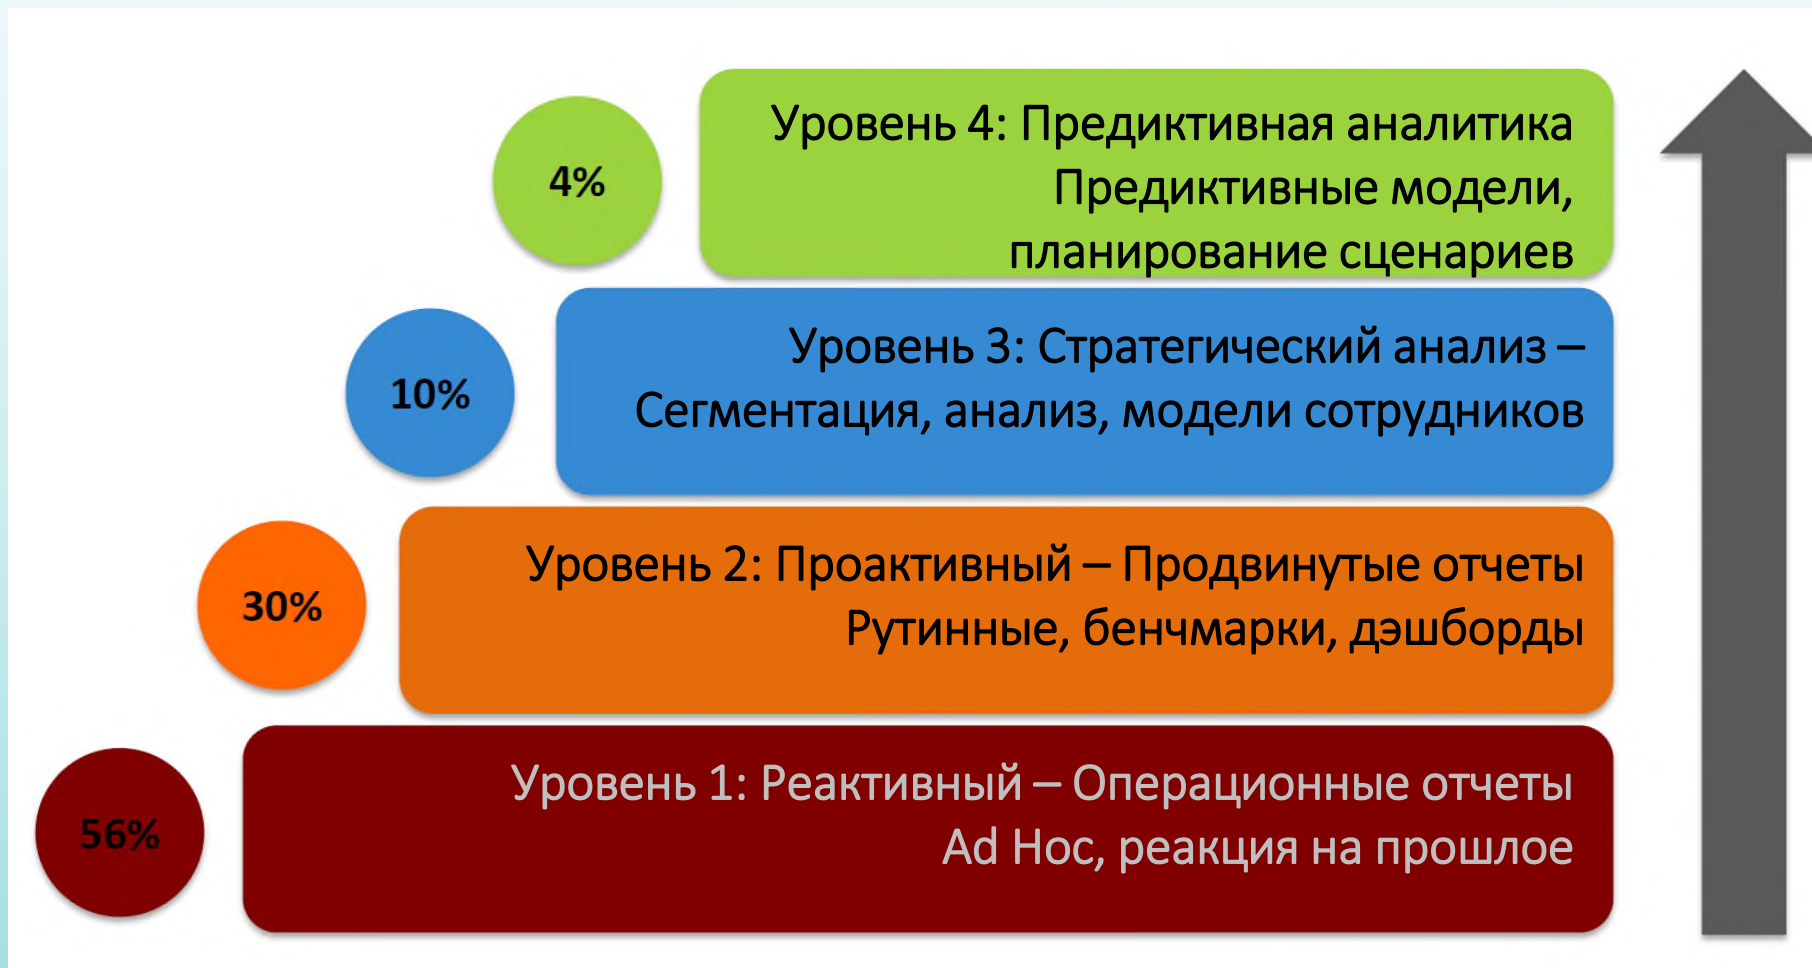 4%
Уровень 4: Предиктивная аналитика
Предиктивные модели,
планирование сценариев
10%
Уровень 3: Стратегический анализ –
Сегментация, анализ, модели сотрудников
30%
Уровень 2: Проактивный – Продвинутые отчеты
Рутинные, бенчмарки, дэшборды
56%
Уровень 1: Реактивный – Операционные отчеты
Ad Hoc, реакция на прошлое